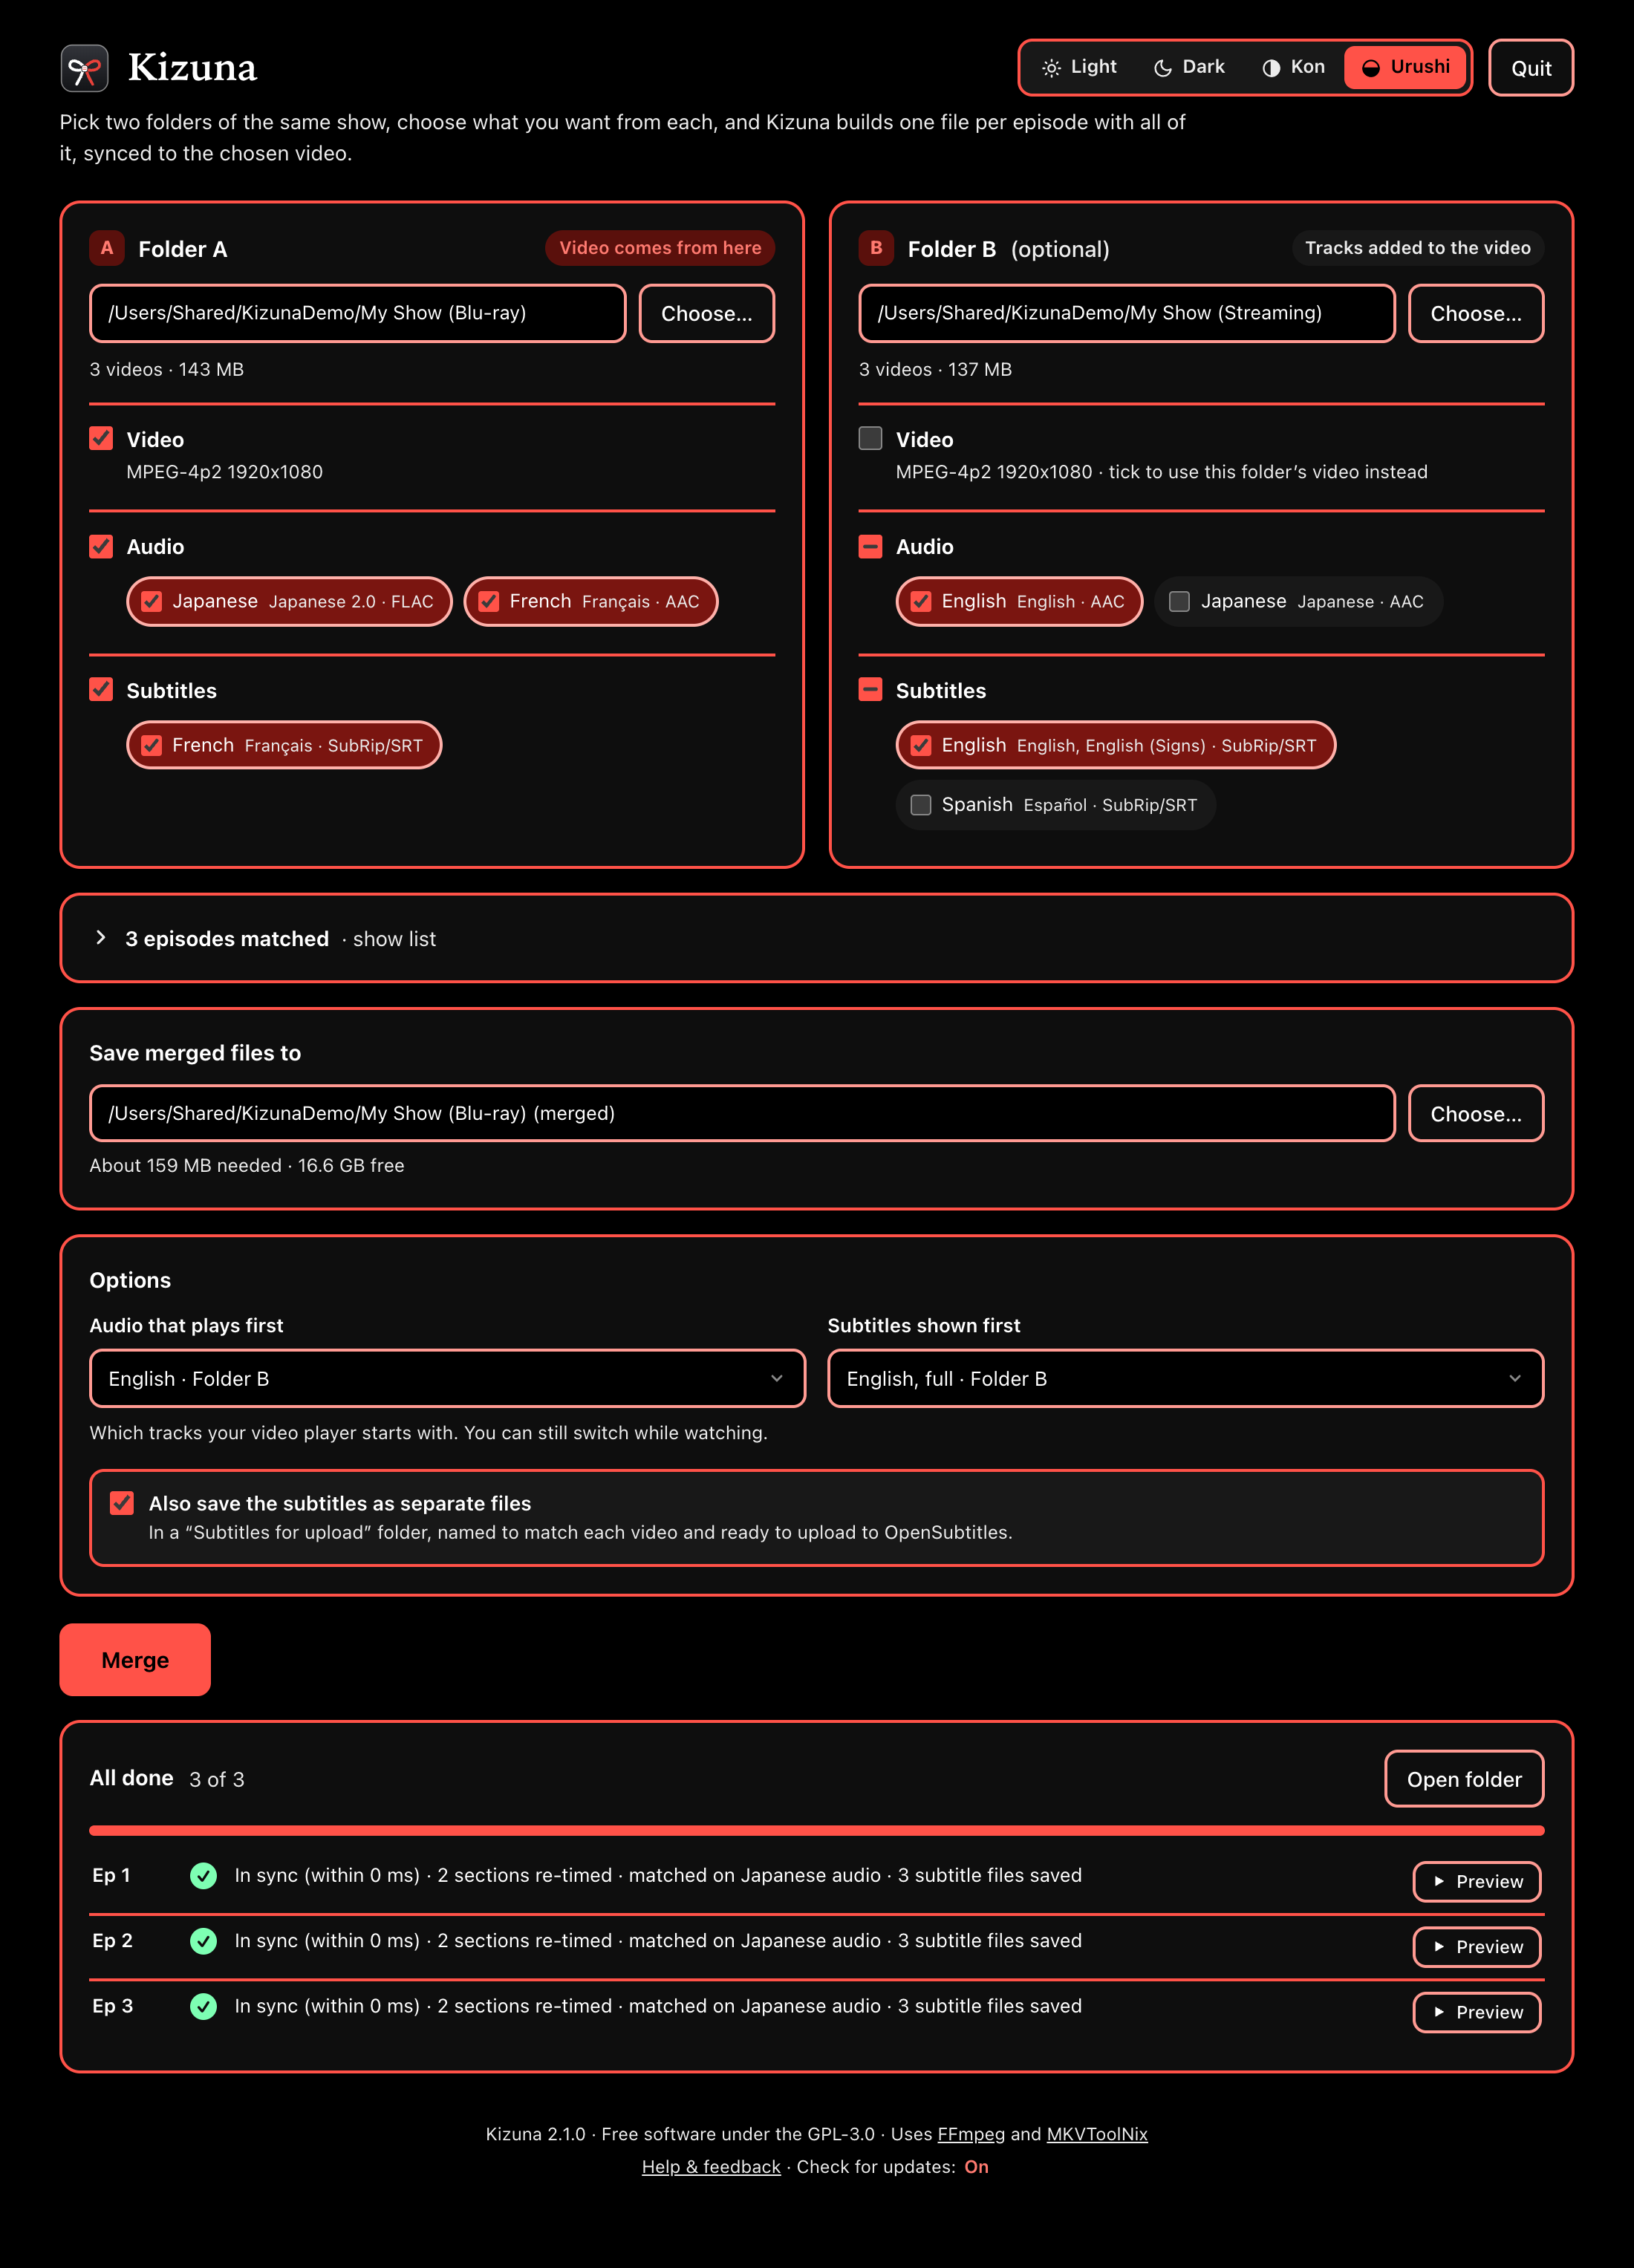 Kizuna
Light
Dark
Kon
Urushi
Quit
Pick two folders of the same show, choose what you want from each, and Kizuna builds one file per episode with all of
it, synced to the chosen video.
A
Folder A
Video comes from here
/Users/Shared/KizunaDemo/My Show (Blu-ray)
Choose…
3 videos · 143 MB
Video
MPEG-4p2 1920x1080
Audio
Japanese Japanese 2.0 · FLAC
French Français · AAC
Subtitles
French Français · SubRip/SRT
B
Folder B (optional)
Tracks added to the video
/Users/Shared/KizunaDemo/My Show (Streaming)
Choose…
3 videos · 137 MB
Video
MPEG-4p2 1920x1080 · tick to use this folder’s video instead
Audio
English English · AAC
Japanese Japanese · AAC
Subtitles
English English, English (Signs) · SubRip/SRT
Spanish Español · SubRip/SRT
3 episodes matched · show list
Save merged files to
/Users/Shared/KizunaDemo/My Show (Blu-ray) (merged)
Choose…
About 159 MB needed · 16.6 GB free
Options
Audio that plays first
English · Folder B
Subtitles shown first
English, full · Folder B
Which tracks your video player starts with. You can still switch while watching.
Also save the subtitles as separate files
In a “Subtitles for upload” folder, named to match each video and ready to upload to OpenSubtitles.
Merge
All done 3 of 3
Open folder
Ep 1 In sync (within 0 ms) · 2 sections re-timed · matched on Japanese audio · 3 subtitle files saved Preview
Ep 2 In sync (within 0 ms) · 2 sections re-timed · matched on Japanese audio · 3 subtitle files saved Preview
Ep 3 In sync (within 0 ms) · 2 sections re-timed · matched on Japanese audio · 3 subtitle files saved Preview
Kizuna 2.1.0 · Free software under the GPL-3.0 · Uses FFmpeg and MKVToolNix
Help & feedback · Check for updates: On